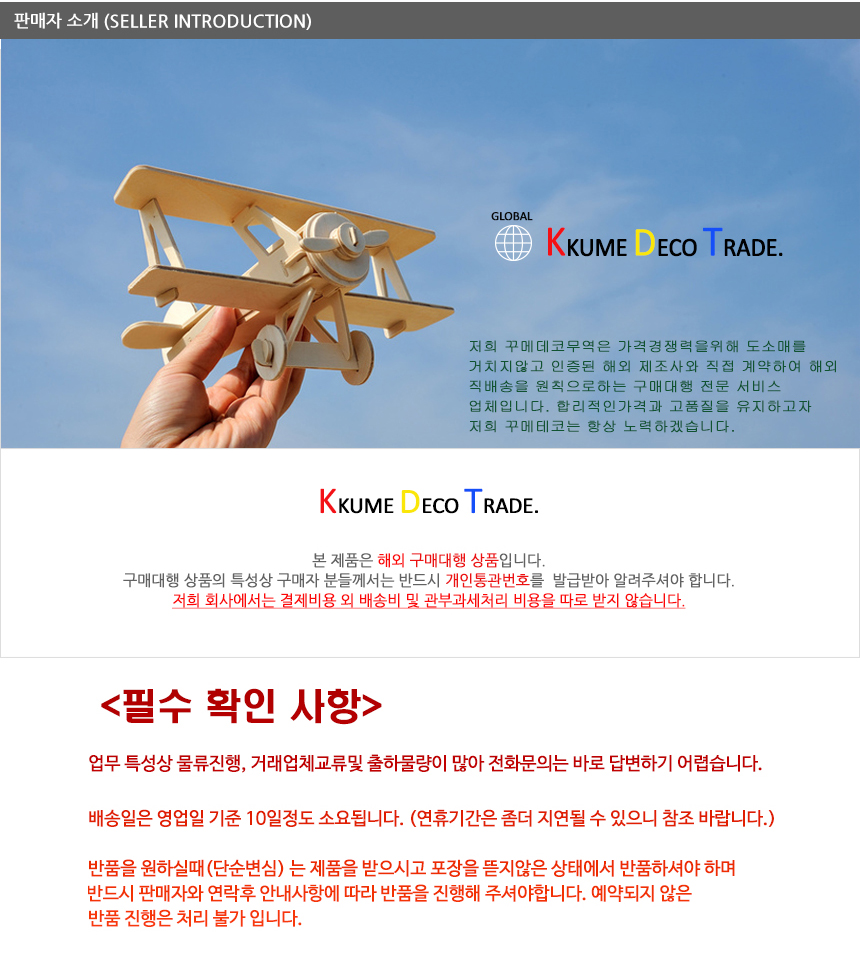 판매자 소개 (SELLER INTRODUCTION)
GLOBAL
KKUME DECO TRADE.
저희 꾸메데코무역은 가격경쟁력을위해 도소매를
거치지않고 인증된 해외 제조사와 직접 계약하여 해외
직배송을 원칙으로하는 구매대행 전문 서비스
업체입니다. 합리적인가격과 고품질을 유지하고자
저희 꾸메테코는 항상 노력하겠습니다.
KKUME DECO TRADE.
본 제품은 해외 구매대행 상품입니다.
구매대행 상품의 특성상 구매자 분들께서는 반드시 개인통관번호를 발급받아 알려주셔야 합니다.
저희 회사에서는 결제비용 외 배송비 및 관부과세처리 비용을 따로 받지 않습니다.
<필수 확인 사항>
업무 특성상 물류진행, 거래업체교류및 출하물량이 많아 전화문의는 바로 답변하기 어렵습니다.
배송일은 영업일 기준 10일정도 소요됩니다. (연휴기간은 좀더 지연될 수 있으니 참조 바랍니다.)
반품을 원하실때(단순변심) 는 제품을 받으시고 포장을 뜯지않은 상태에서 반품하셔야 하며
반드시 판매자와 연락후 안내사항에 따라 반품을 진행해 주셔야합니다. 예약되지 않은
반품 진행은 처리 불가 입니다.